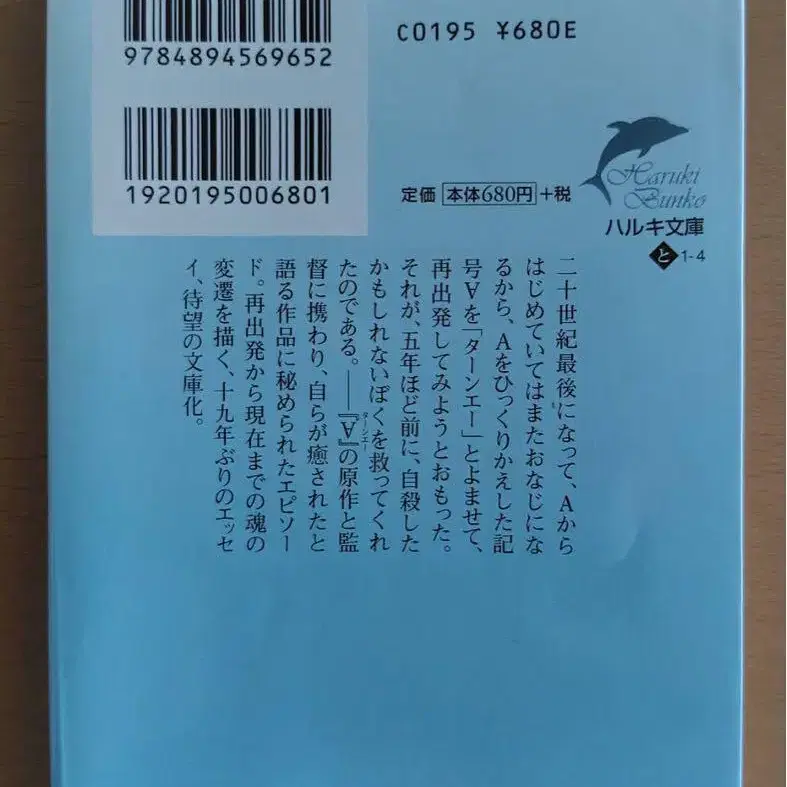 9784894569652
C0195 ¥680E
1920195006801
定価 本体680円 +税
Haruki
Bunko
ハルキ文庫
と 1-4
二十世紀最後になって、Aから
はじめていてはまたおなじにな
るから、Aをひっくりかえした記
号∀を「ターンエー」とよませて、
再出発してみようとおもった。
それが、五年ほど前に、自殺した
かもしれないぼくを救ってくれ
たのである。――『∀』の原作と監
ターンエー
督に携わり、自らが癒されたと
語る作品に秘められたエピソー
ド。再出発から現在までの魂の
変遷を描く、十九年ぶりのエッセ
イ、待望の文庫化。